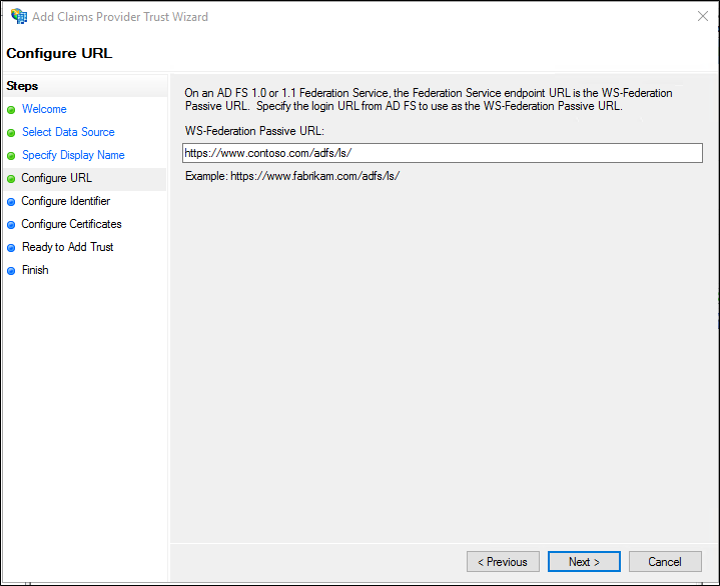 Add Claims Provider Trust Wizard
Configure URL
Steps
Welcome
Select Data Source
Specify Display Name
Configure URL
Configure Identifier
Configure Certificates
Ready to Add Trust
Finish
On an AD FS 1.0 or 1.1 Federation Service, the Federation Service endpoint URL is the WS-Federation
Passive URL.  Specify the login URL from AD FS to use as the WS-Federation Passive URL.
WS-Federation Passive URL:
https://www.contoso.com/adfs/ls/
Example: https://www.fabrikam.com/adfs/ls/
< Previous
Next >
Cancel